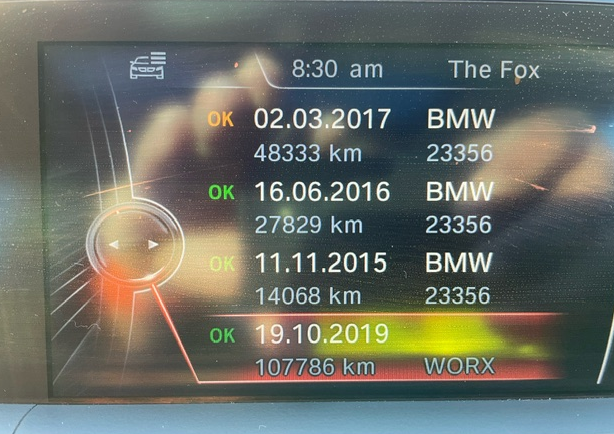 8:30 am The Fox
OK 02.03.2017 BMW
48333 km 23356
OK 16.06.2016 BMW
27829 km 23356
OK 11.11.2015 BMW
14068 km 23356
OK 19.10.2019
107786 km WORX